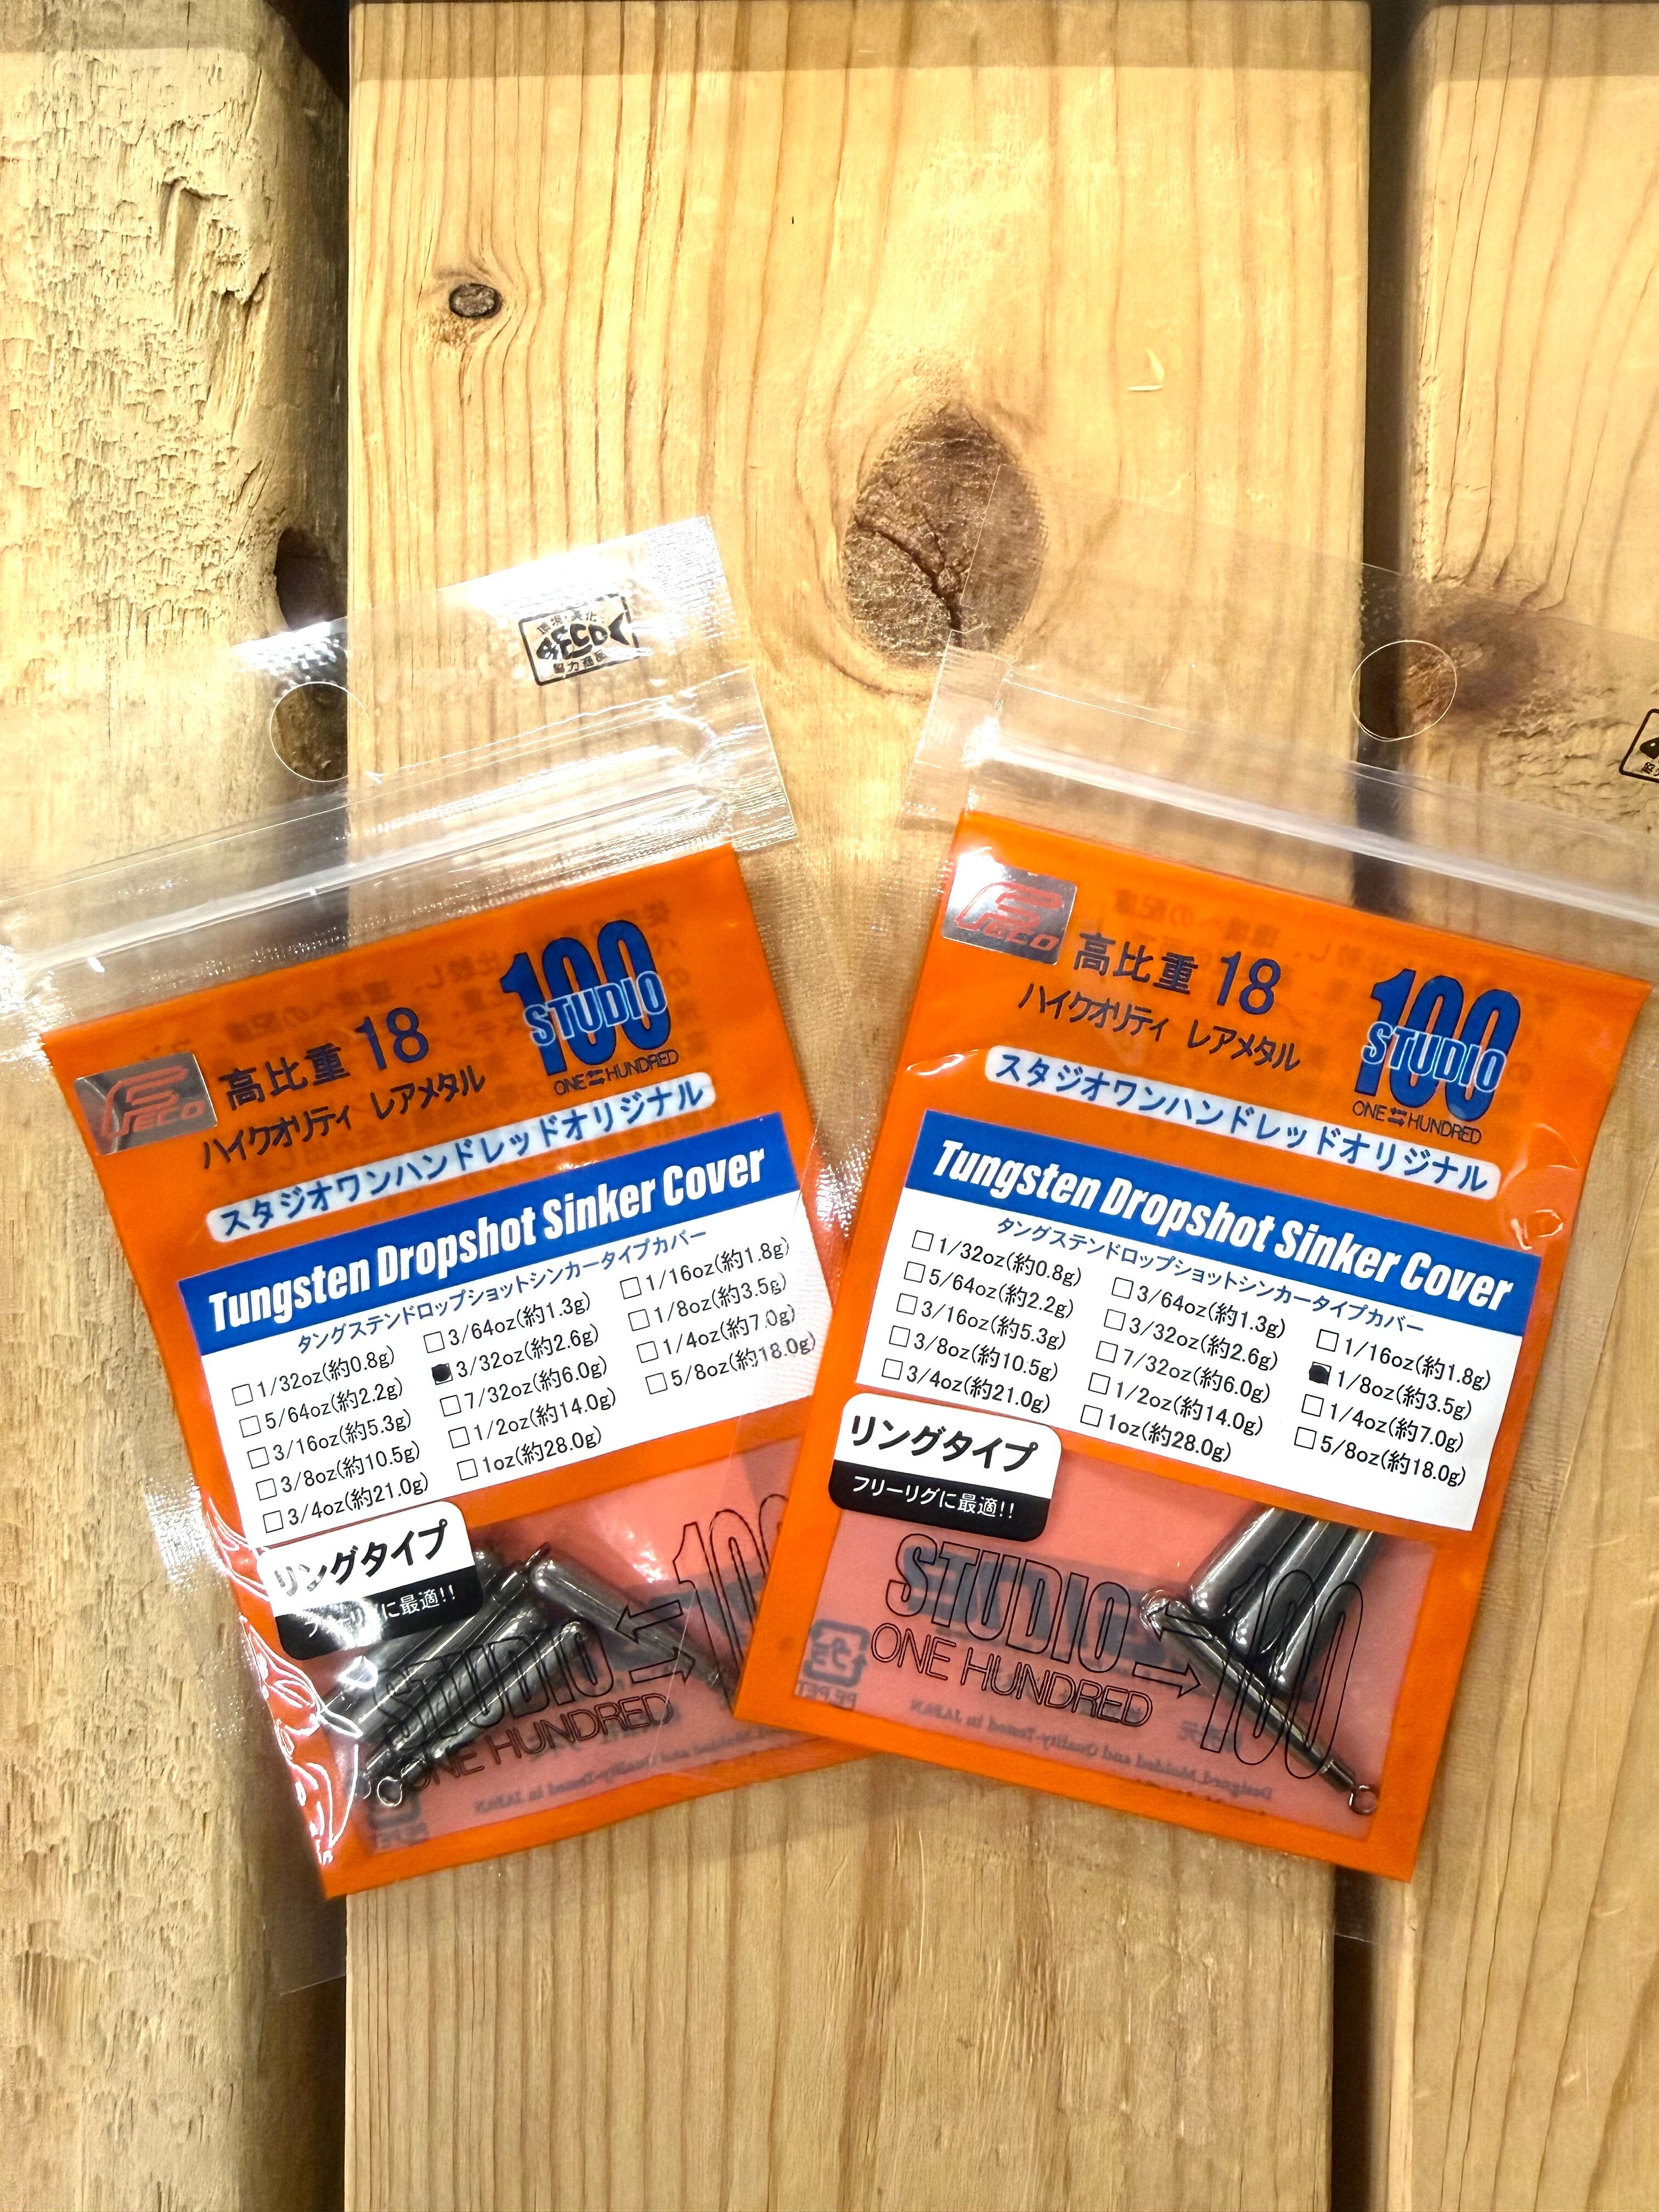 環境・文化
ECO
協力商品
FECO
高比重18
ハイクオリティ レアメタル
100
STUDIO
ONE HUNDRED
スタジオワンハンドレッドオリジナル
Tungsten Dropshot Sinker Cover
タングステンドロップショットシンカータイプカバー
□1/32oz(約0.8g) □3/64oz(約1.3g) □1/16oz(約1.8g)
□5/64oz(約2.2g) ■3/32oz(約2.6g) □1/8oz(約3.5g)
□3/16oz(約5.3g) □7/32oz(約6.0g) □1/4oz(約7.0g)
□3/8oz(約10.5g) □1/2oz(約14.0g) □5/8oz(約18.0g)
□3/4oz(約21.0g) □1oz(約28.0g)
リングタイプ
フリーリグに最適!!
STUDIO 100
ONE HUNDRED
FECO
高比重18
ハイクオリティ レアメタル
100
STUDIO
ONE HUNDRED
スタジオワンハンドレッドオリジナル
Tungsten Dropshot Sinker Cover
タングステンドロップショットシンカータイプカバー
□1/32oz(約0.8g) □3/64oz(約1.3g) □1/16oz(約1.8g)
□5/64oz(約2.2g) □3/32oz(約2.6g) ■1/8oz(約3.5g)
□3/16oz(約5.3g) □7/32oz(約6.0g) □1/4oz(約7.0g)
□3/8oz(約10.5g) □1/2oz(約14.0g) □5/8oz(約18.0g)
□3/4oz(約21.0g) □1oz(約28.0g)
リングタイプ
フリーリグに最適!!
STUDIO 100
ONE HUNDRED